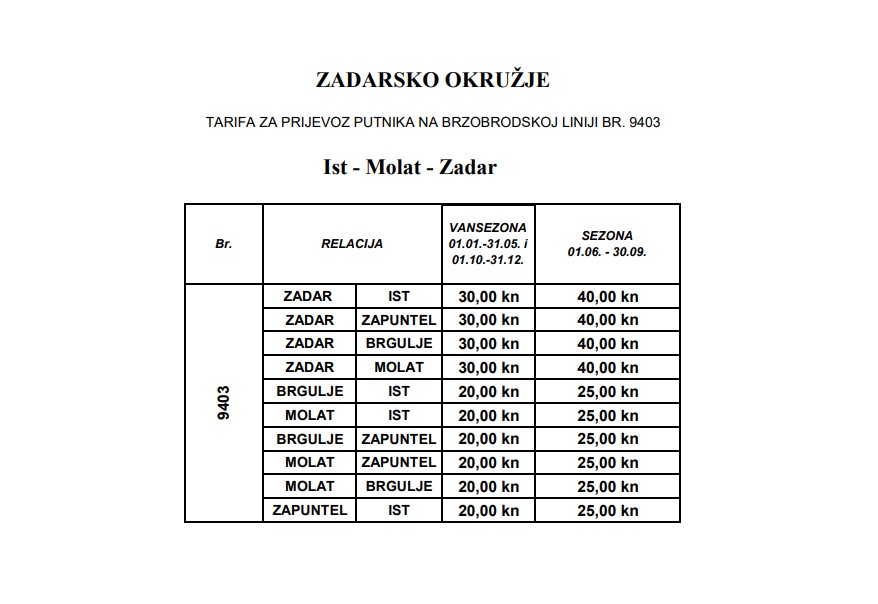 ZADARSKO OKRUŽJE
TARIFA ZA PRIJEVOZ PUTNIKA NA BRZOBRODSKOJ LINIJI BR. 9403
Ist - Molat - Zadar
Br. RELACIJA VANSEZONA 01.01.-31.05. i 01.10.-31.12. SEZONA 01.06. - 30.09.
9403
ZADAR IST 30,00 kn 40,00 kn
ZADAR ZAPUNTEL 30,00 kn 40,00 kn
ZADAR BRGULJE 30,00 kn 40,00 kn
ZADAR MOLAT 30,00 kn 40,00 kn
BRGULJE IST 20,00 kn 25,00 kn
MOLAT IST 20,00 kn 25,00 kn
BRGULJE ZAPUNTEL 20,00 kn 25,00 kn
MOLAT ZAPUNTEL 20,00 kn 25,00 kn
MOLAT BRGULJE 20,00 kn 25,00 kn
ZAPUNTEL IST 20,00 kn 25,00 kn